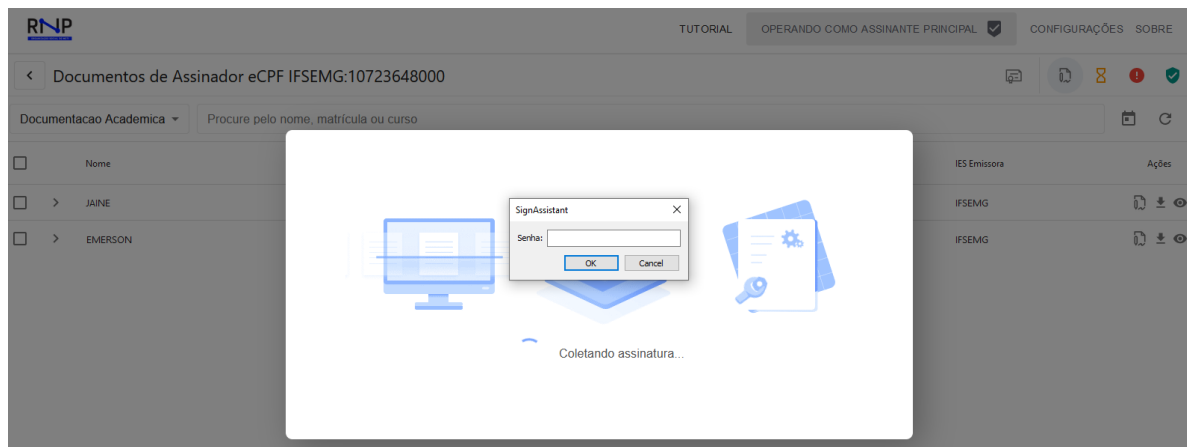 RNP
TUTORIAL OPERANDO COMO ASSINANTE PRINCIPAL CONFIGURAÇÕES SOBRE
Documentos de Assinador eCPF IFSEMG:10723648000
Documentacao Academica Procure pelo nome, matrícula ou curso
Nome IES Emissora Ações
JAINE IFSEMG
EMERSON IFSEMG
SignAssistant
Senha:
OK Cancel
Coletando assinatura...